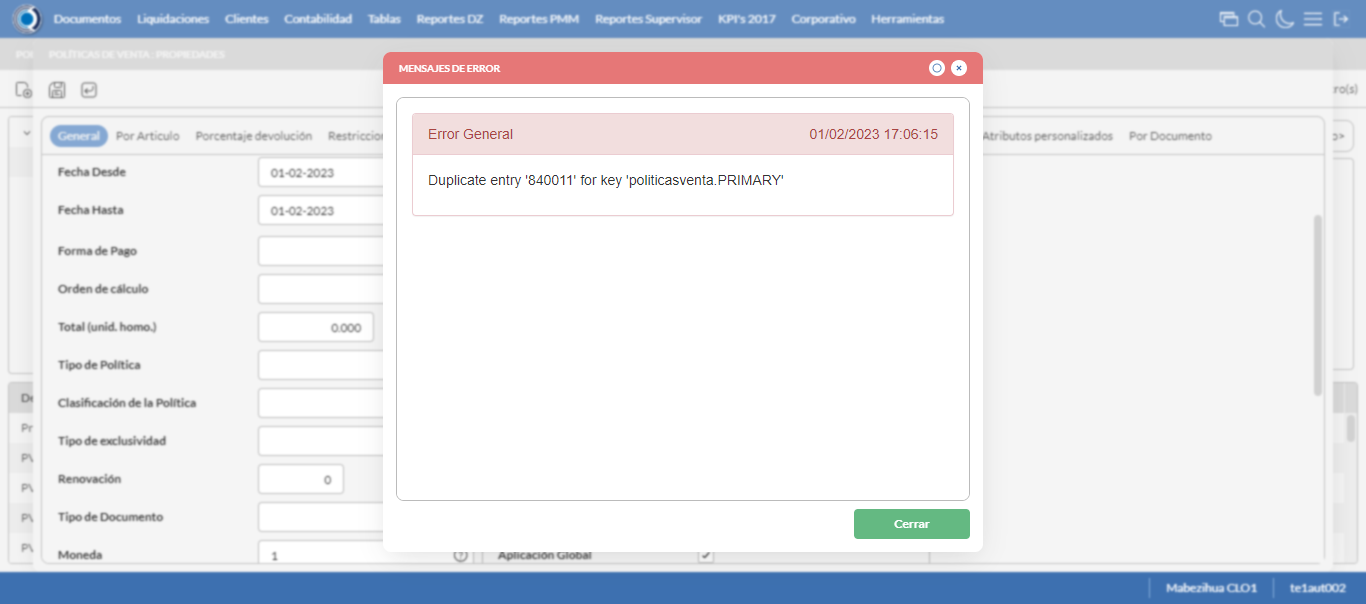 Documentos Liquidaciones Clientes Contabilidad Tablas Reportes DZ Reportes PMM Reportes Supervisor KPI's 2017 Corporativo Herramientas
POLÍTICAS DE VENTA : PROPIEDADES
MENSAJES DE ERROR
ro(s)
General Por Artículo Porcentaje devolución Restriccion Atributos personalizados Por Documento
Error General 01/02/2023 17:06:15
Duplicate entry '840011' for key 'politicasventa.PRIMARY'
Fecha Desde 01-02-2023
Fecha Hasta 01-02-2023
Forma de Pago
Orden de cálculo
Total (unid. homo.) 0.000
Tipo de Política
Clasificación de la Política
Tipo de exclusividad
Renovación 0
Tipo de Documento
Cerrar
Moneda 1 Aplicación Global
Mabezihua CLO1 te1aut002